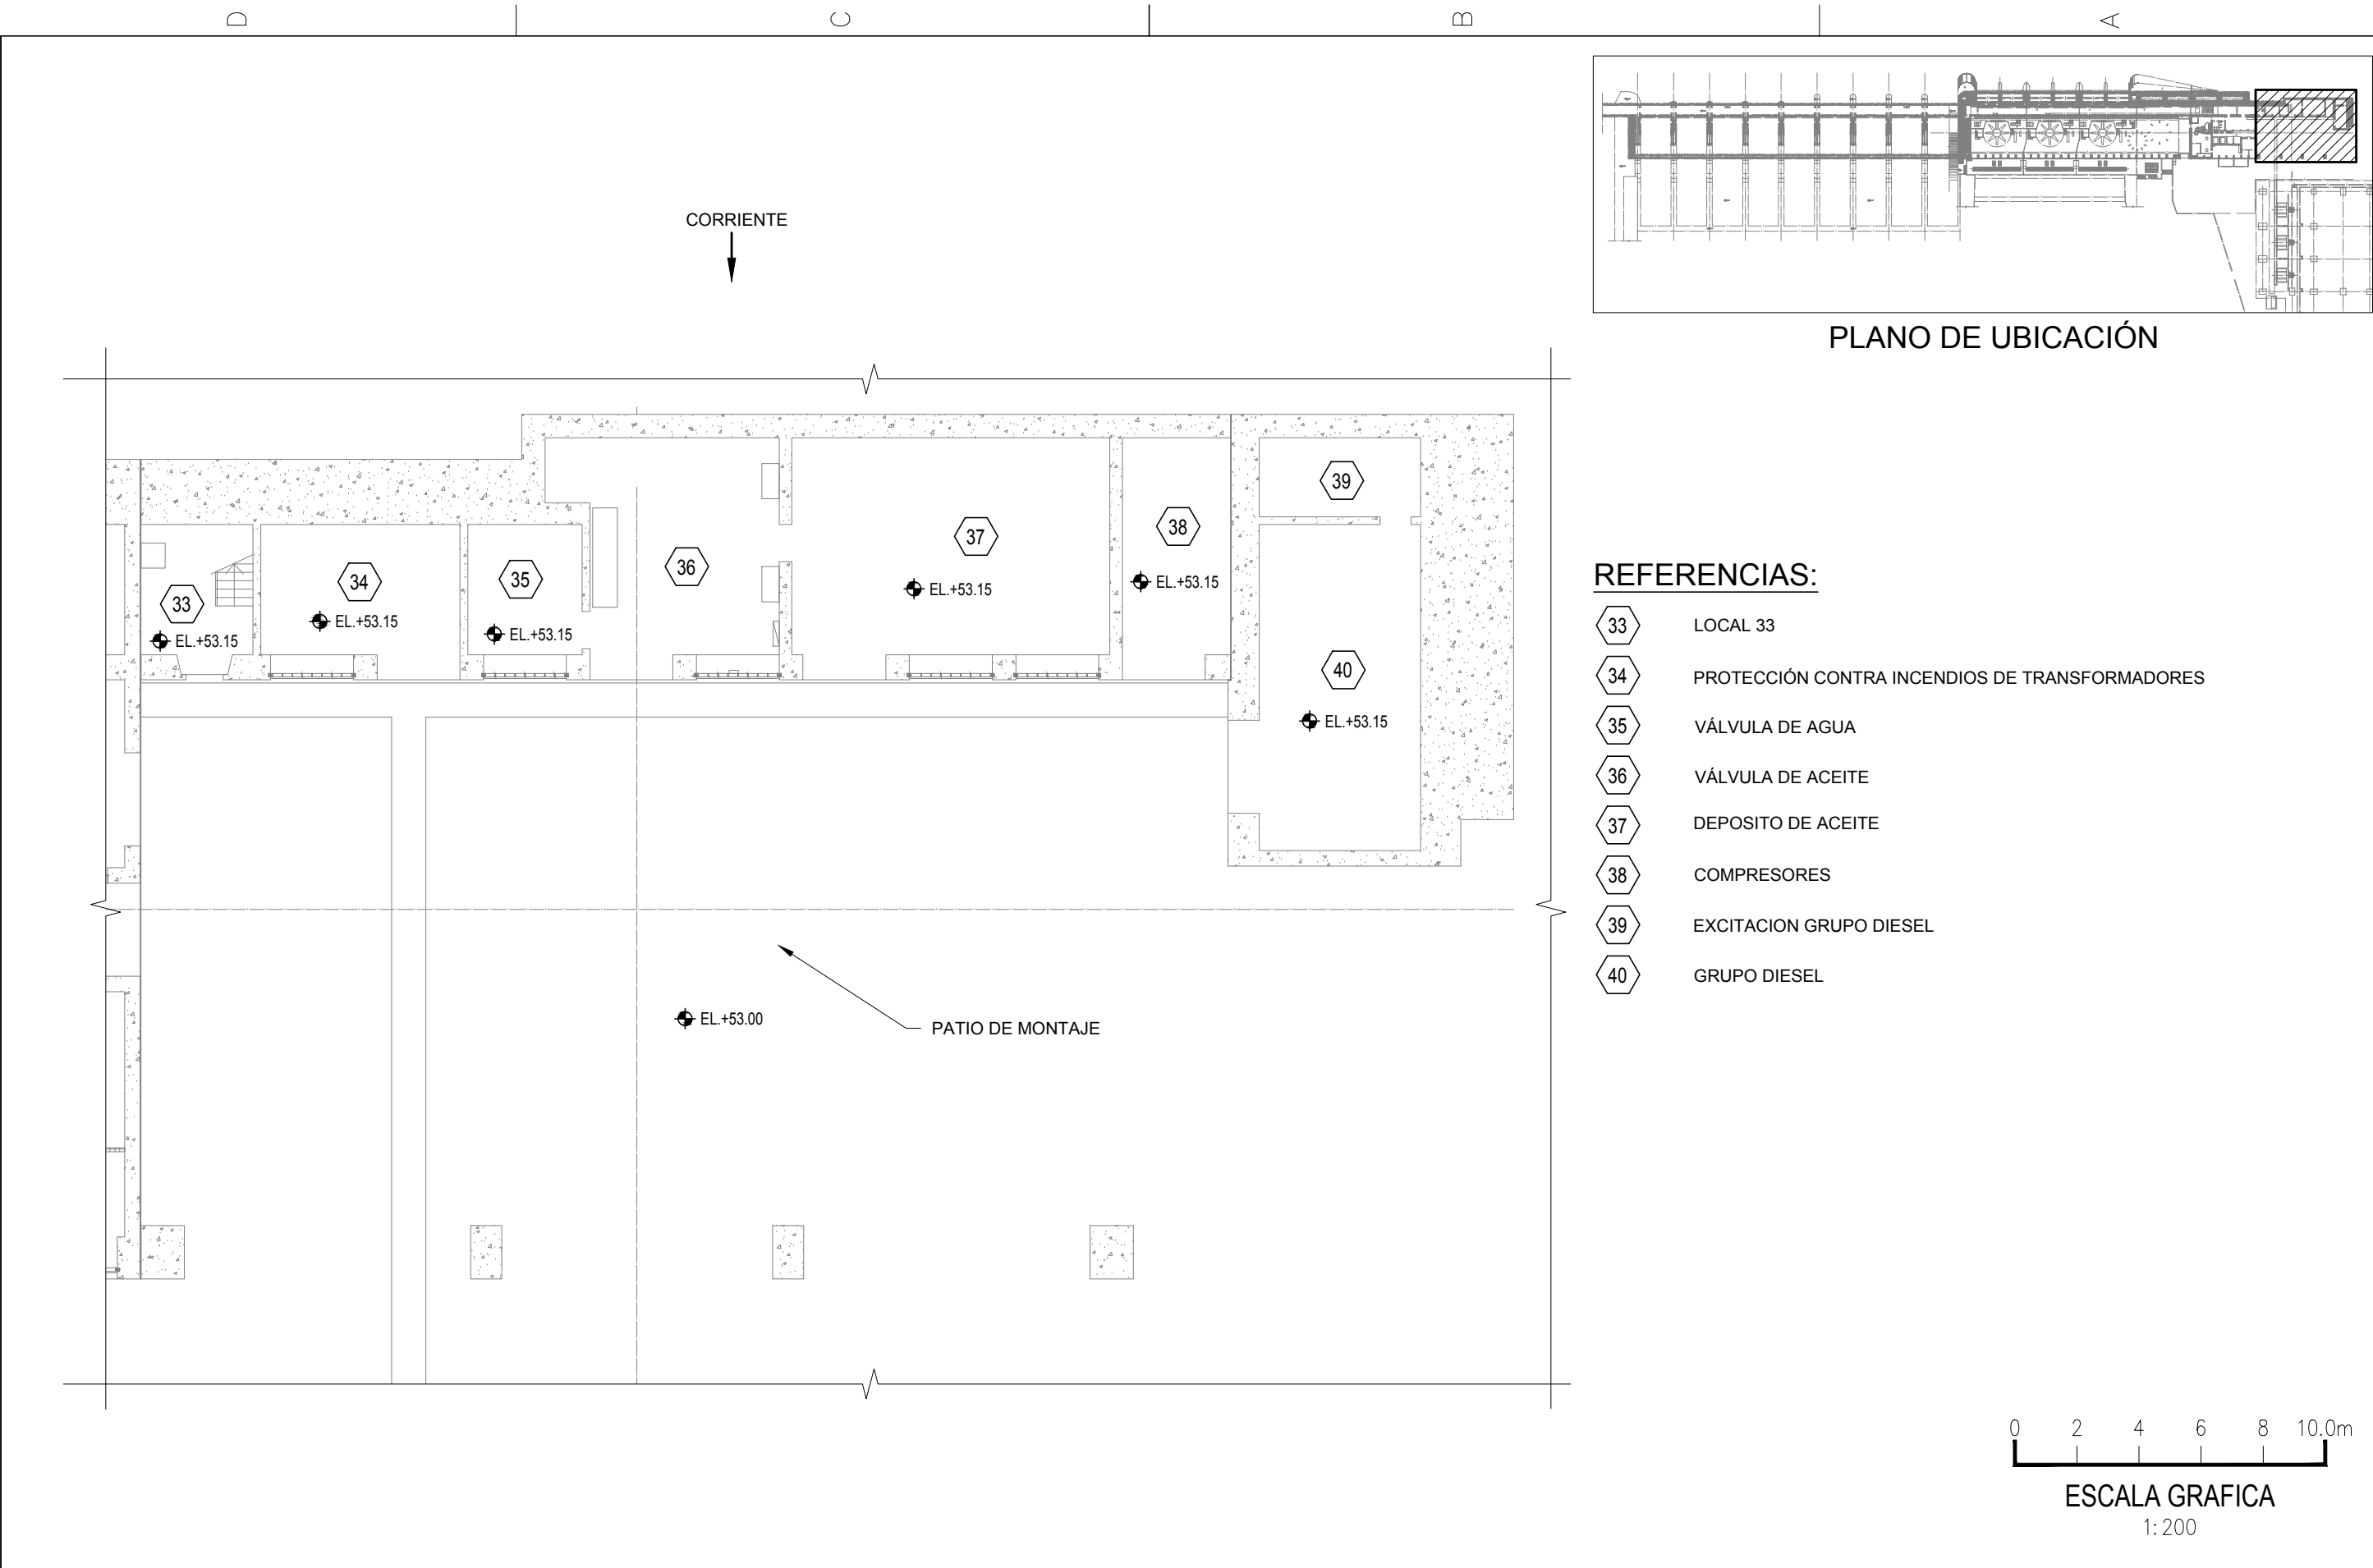 D
C
B
A
CORRIENTE
PLANO DE UBICACIÓN
39
37
38
36
34
35
33
EL.+53.15
EL.+53.15
EL.+53.15
EL.+53.15
EL.+53.15
40
EL.+53.15
EL.+53.00
PATIO DE MONTAJE
REFERENCIAS:
33 LOCAL 33
34 PROTECCIÓN CONTRA INCENDIOS DE TRANSFORMADORES
35 VÁLVULA DE AGUA
36 VÁLVULA DE ACEITE
37 DEPOSITO DE ACEITE
38 COMPRESORES
39 EXCITACION GRUPO DIESEL
40 GRUPO DIESEL
0 2 4 6 8 10.0m
ESCALA GRAFICA
1:200